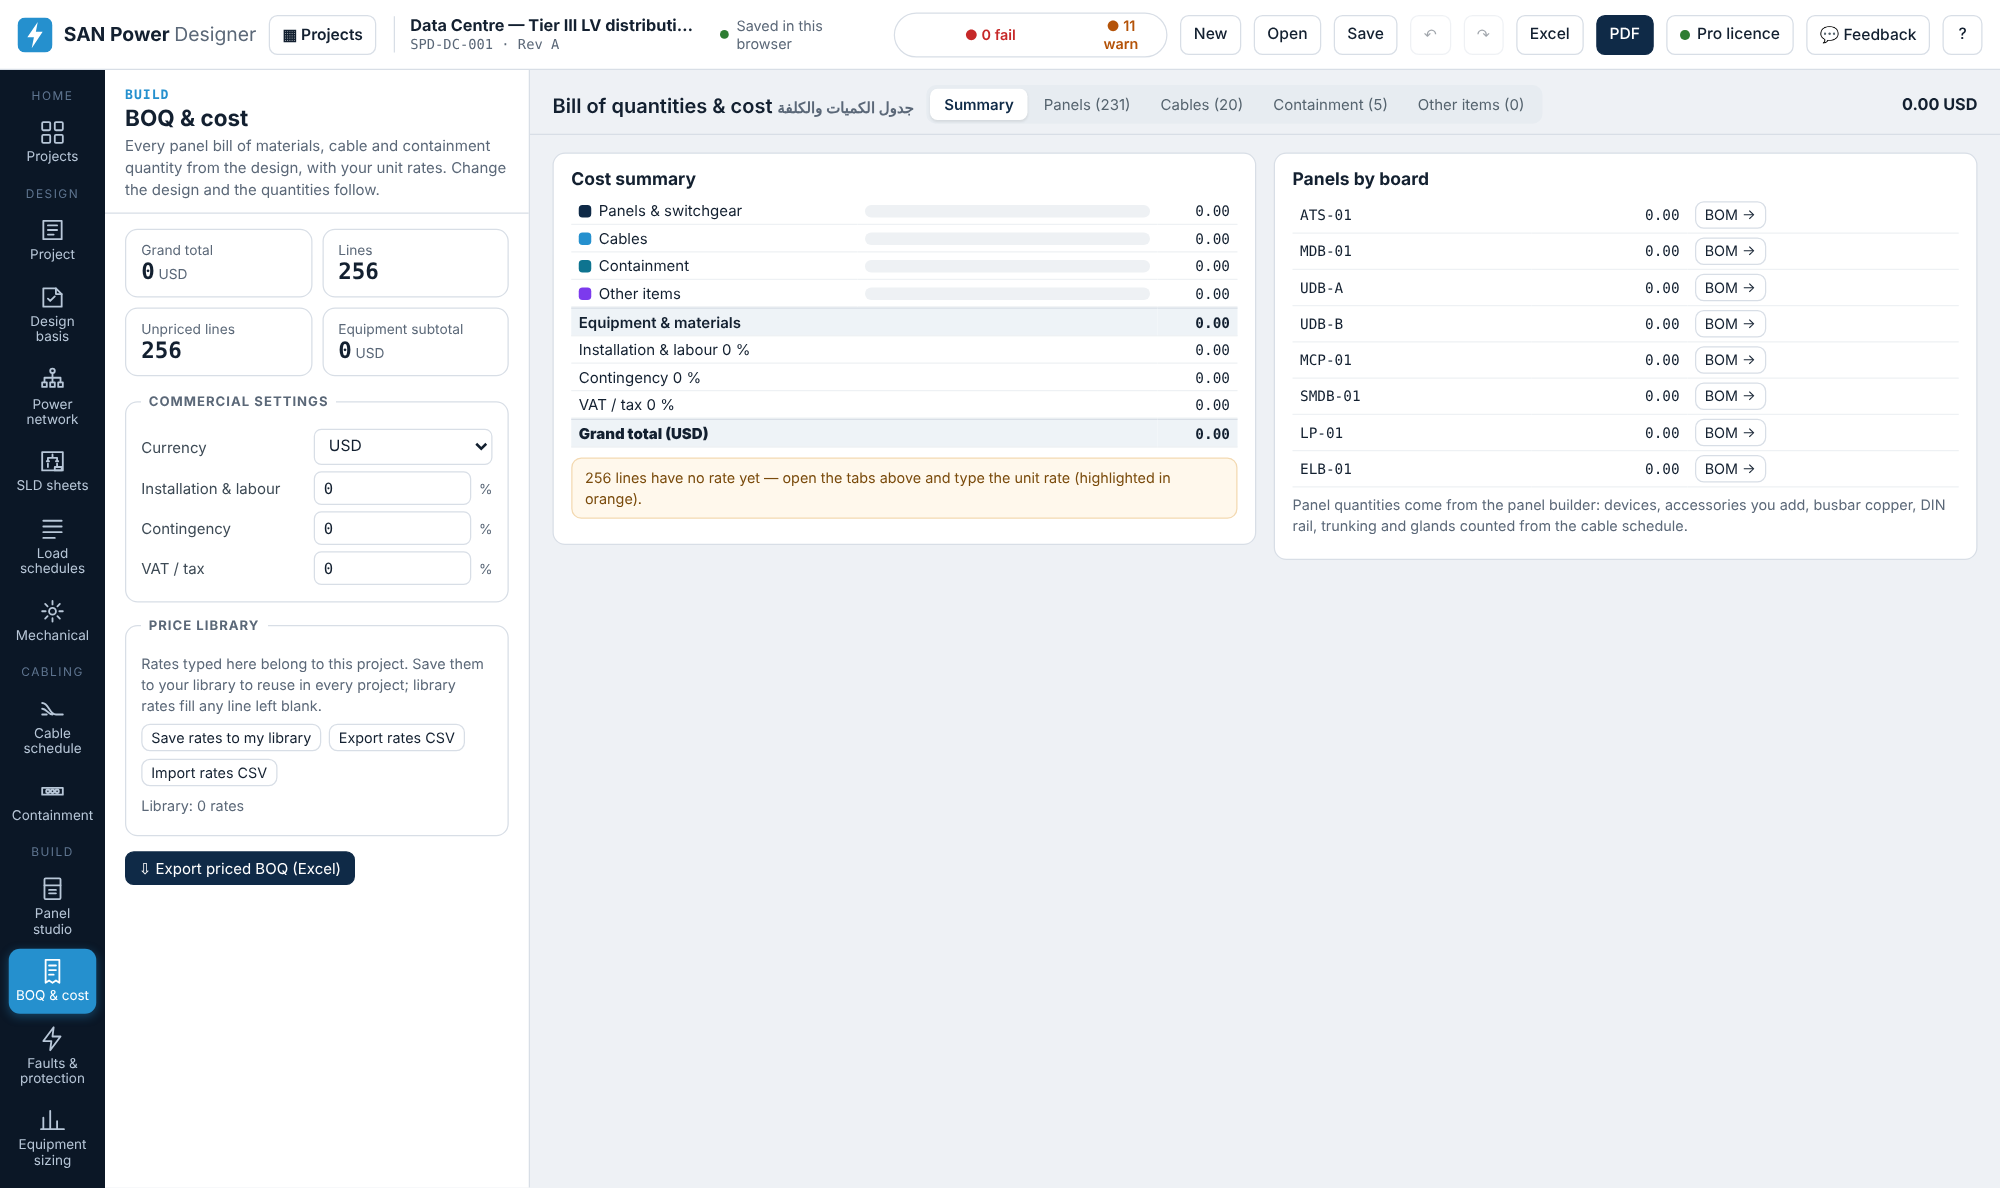 SAN Power Designer
Projects
Data Centre — Tier III LV distributi...
SPD-DC-001 · Rev A
Saved in this
browser
0 fail
11
warn
New
Open
Save
Excel
PDF
Pro licence
Feedback
?
HOME
Projects
DESIGN
Project
Design
basis
Power
network
SLD sheets
Load
schedules
Mechanical
CABLING
Cable
schedule
Containment
BUILD
Panel
studio
BOQ & cost
Faults &
protection
Equipment
sizing
BUILD
BOQ & cost
Every panel bill of materials, cable and containment
quantity from the design, with your unit rates. Change
the design and the quantities follow.
Grand total
0 USD
Lines
256
Unpriced lines
256
Equipment subtotal
0 USD
COMMERCIAL SETTINGS
Currency USD
Installation & labour 0 %
Contingency 0 %
VAT / tax 0 %
PRICE LIBRARY
Rates typed here belong to this project. Save them
to your library to reuse in every project; library
rates fill any line left blank.
Save rates to my library
Export rates CSV
Import rates CSV
Library: 0 rates
⇩ Export priced BOQ (Excel)
Bill of quantities & cost جدول الكميات والكلفة
Summary
Panels (231)
Cables (20)
Containment (5)
Other items (0)
0.00 USD
Cost summary
Panels & switchgear 0.00
Cables 0.00
Containment 0.00
Other items 0.00
Equipment & materials 0.00
Installation & labour 0 % 0.00
Contingency 0 % 0.00
VAT / tax 0 % 0.00
Grand total (USD) 0.00
256 lines have no rate yet — open the tabs above and type the unit rate (highlighted in
orange).
Panels by board
ATS-01 0.00 BOM →
MDB-01 0.00 BOM →
UDB-A 0.00 BOM →
UDB-B 0.00 BOM →
MCP-01 0.00 BOM →
SMDB-01 0.00 BOM →
LP-01 0.00 BOM →
ELB-01 0.00 BOM →
Panel quantities come from the panel builder: devices, accessories you add, busbar copper, DIN
rail, trunking and glands counted from the cable schedule.